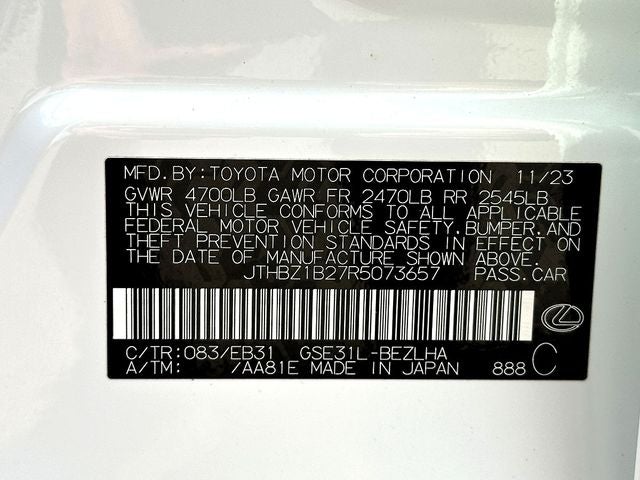 MFD.BY:TOYOTA MOTOR CORPORATION 11/23
GVWR 4700LB GAWR FR 2470LB RR 2545LB
THIS VEHICLE CONFORMS TO ALL APPLICABLE
FEDERAL MOTOR VEHICLE SAFETY,BUMPER,AND
THEFT PREVENTION STANDARDS IN EFFECT ON
THE DATE OF MANUFACTURE SHOWN ABOVE.
JTHBZ1B27R5073657 PASS.CAR
C/TR:083/EB31 GSE31L-BEZLHA
A/TM: /AA81E MADE IN JAPAN 888 C